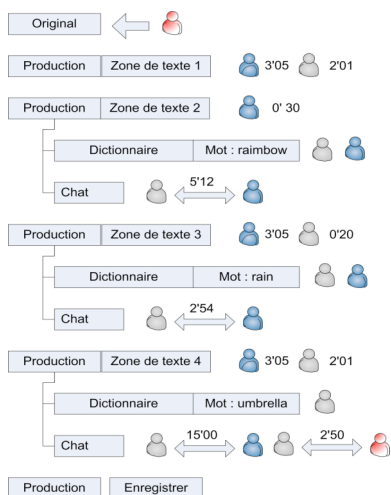 Original
Production Zone de texte 1 3'05 2'01
Production Zone de texte 2 0' 30
Dictionnaire Mot : raimbow
5'12
Chat
Production Zone de texte 3 3'05 0'20
Dictionnaire Mot : rain
2'54
Chat
Production Zone de texte 4 3'05 2'01
Dictionnaire Mot : umbrella
15'00 2'50
Chat
Production Enregistrer